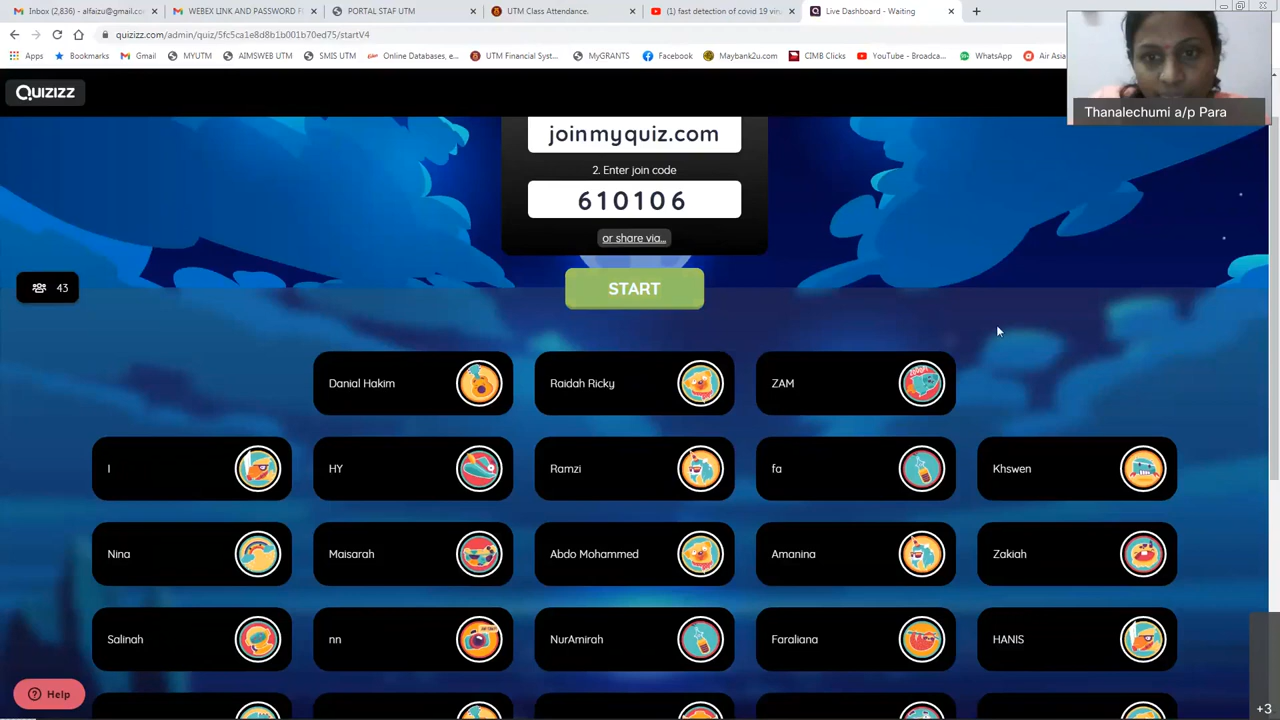 Inbox (2,836) - alfaizu@gmail.co
WEBEX LINK AND PASSWORD F
PORTAL STAF UTM
UTM Class Attendance.
(1) fast detection of covid 19 viru
Live Dashboard - Waiting
quizizz.com/admin/quiz/5fc5ca1e8d8b1b001b70ed75/startV4
Apps
Bookmarks
Gmail
MYUTM
AIMSWEB UTM
SMIS UTM
Online Databases, e...
UTM Financial Syst...
MyGRANTS
Facebook
Maybank2u.com
CIMB Clicks
YouTube - Broadca...
WhatsApp
Air Asia
Thanalechumi a/p Para
QUIZIZZ
joinmyquiz.com
2. Enter join code
610106
or share via...
START
43
Danial Hakim
Raidah Ricky
ZAM
I
HY
Ramzi
fa
Khswen
Nina
Maisarah
Abdo Mohammed
Amanina
Zakiah
Salinah
nn
NurAmirah
Faraliana
HANIS
Help
+3